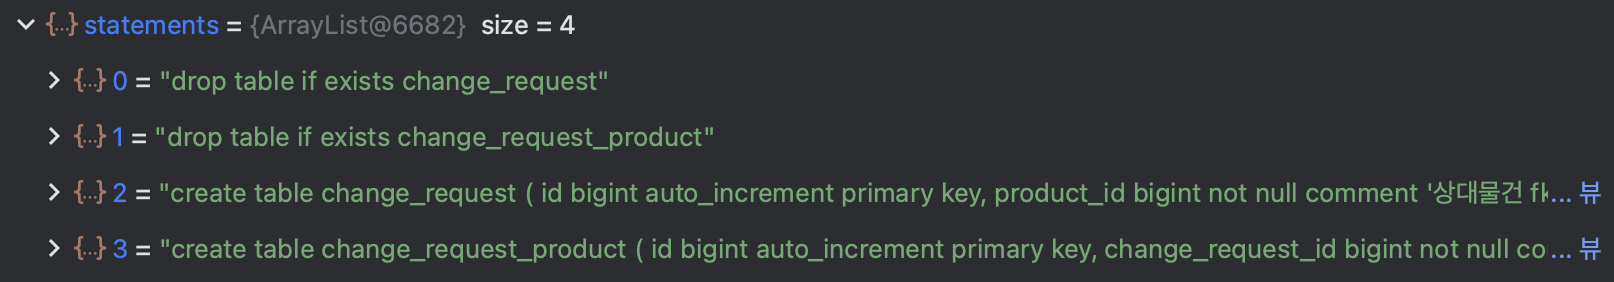 {...} statements = {ArrayList@6682} size = 4
{...} 0 = "drop table if exists change_request"
{...} 1 = "drop table if exists change_request_product"
{...} 2 = "create table change_request ( id bigint auto_increment primary key, product_id bigint not null comment '상대물건 fk... 뷰
{...} 3 = "create table change_request_product ( id bigint auto_increment primary key, change_request_id bigint not null co... 뷰